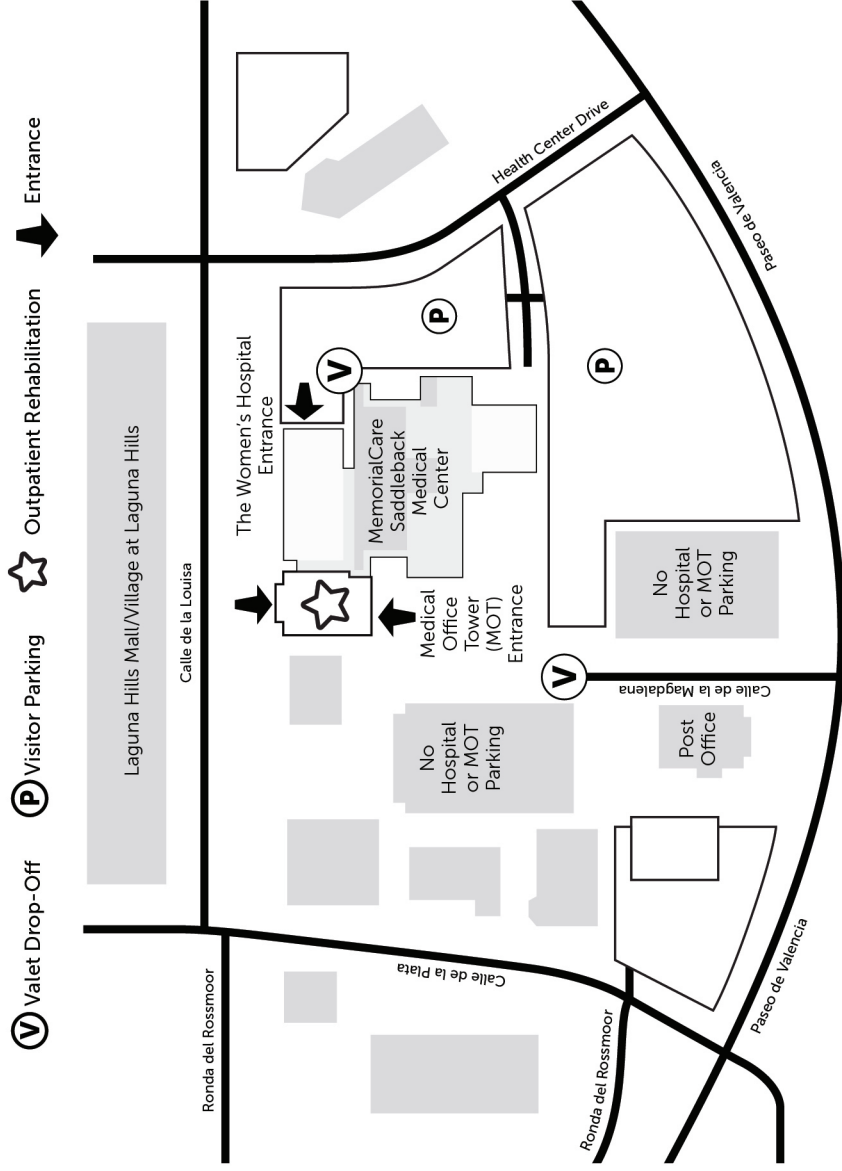 V Valet Drop-Off
P Visitor Parking
Outpatient Rehabilitation
Entrance
Laguna Hills Mall/Village at Laguna Hills
Calle de la Louisa
Ronda del Rossmoor
Calle de la Plata
The Women's Hospital
Entrance
V
P
MemorialCare
Saddleback
Medical
Center
Medical
Office
Tower
(MOT)
Entrance
Health Center Drive
P
Paseo de Valencia
No
Hospital
or MOT
Parking
V
Calle de la Magdalena
No
Hospital
or MOT
Parking
Post
Office
Ronda del Rossmoor
Paseo de Valencia